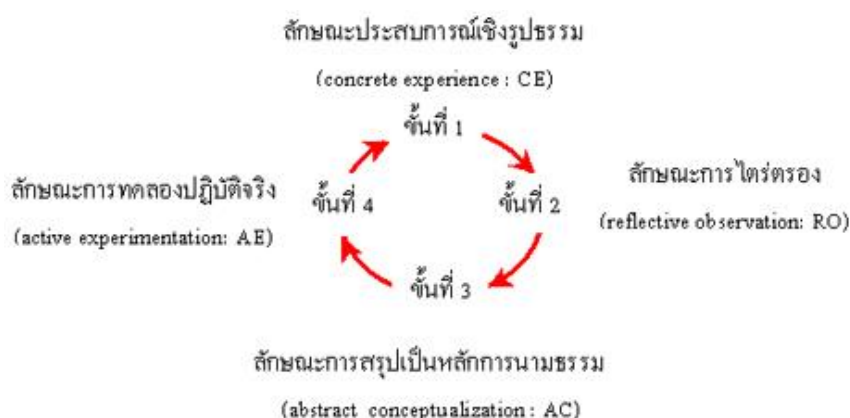 ลักษณะประสบการณ์เชิงรูปธรรม
(concrete experience : CE)
ขั้นที่ 1
ลักษณะการไตร่ตรอง
(reflective observation: RO)
ขั้นที่ 2
ลักษณะการทดลองปฏิบัติจริง
(active experimentation: AE)
ขั้นที่ 4
ขั้นที่ 3
ลักษณะการสรุปเป็นหลักการนามธรรม
(abstract conceptualization : AC)